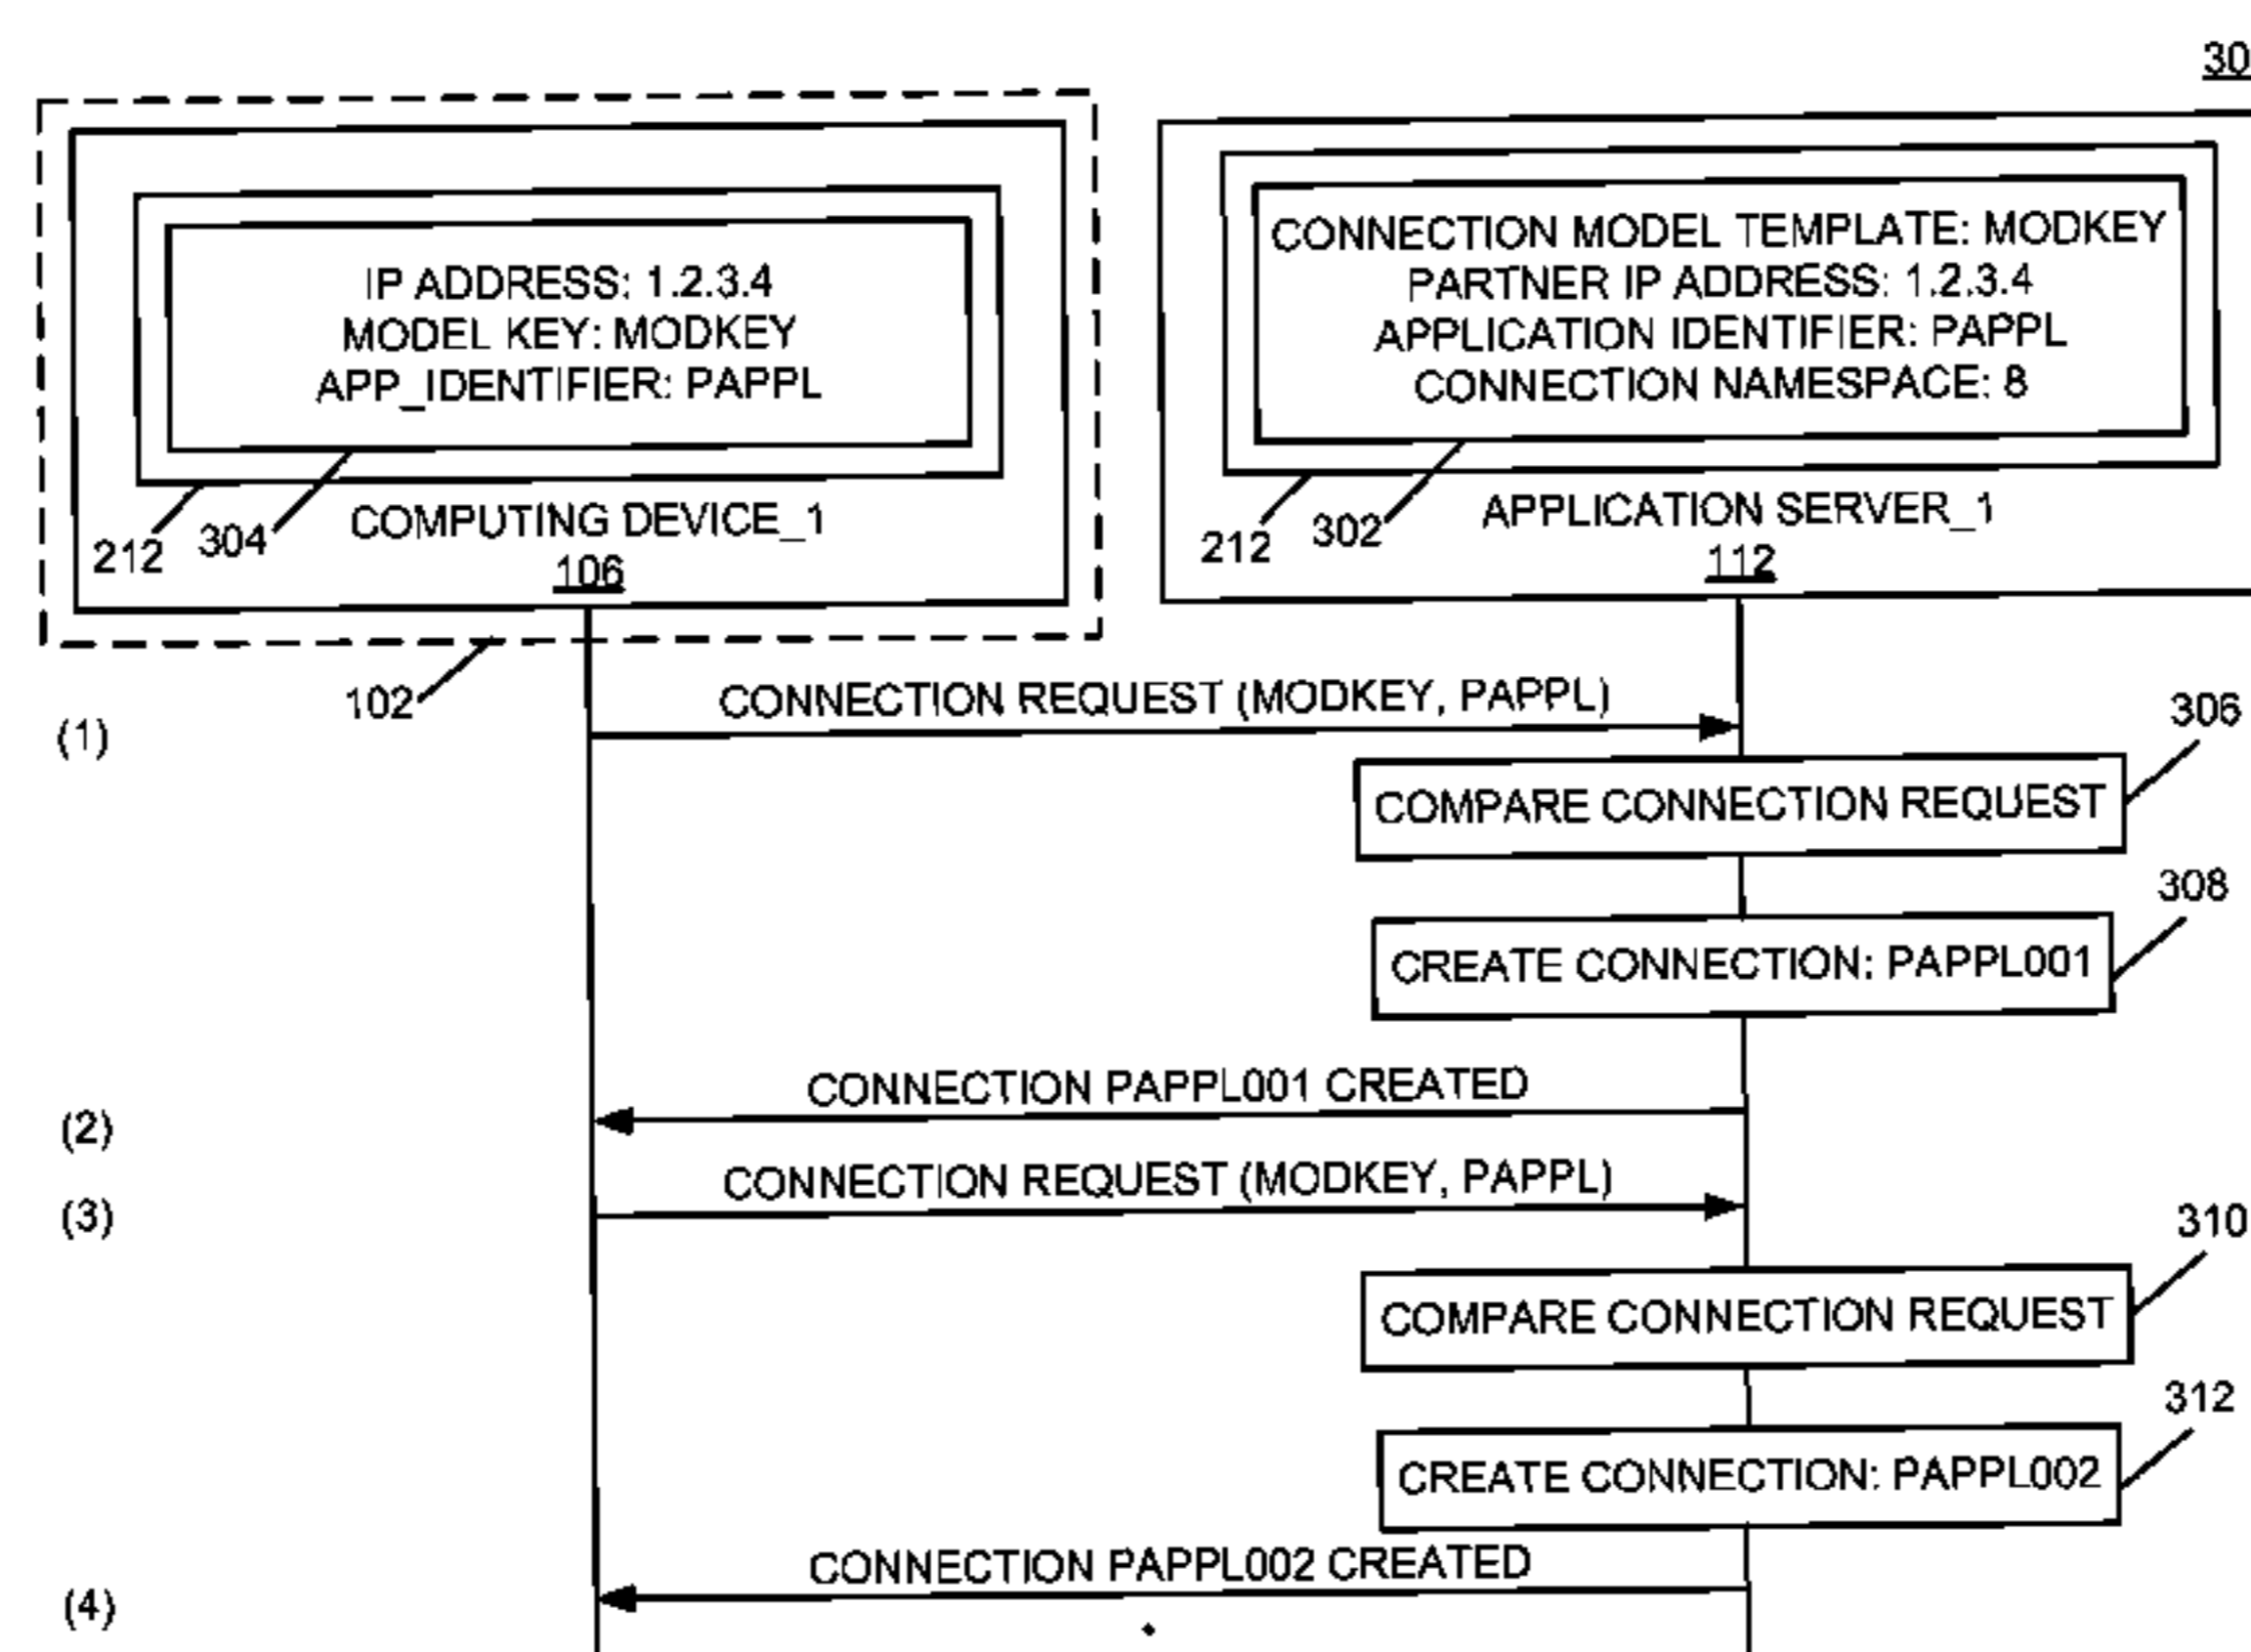 30
IP ADDRESS: 1.2.3.4
MODEL KEY: MODKEY
APP_IDENTIFIER: PAPPL
CONNECTION MODEL TEMPLATE: MODKEY
PARTNER IP ADDRESS: 1.2.3.4
APPLICATION IDENTIFIER: PAPPL
CONNECTION NAMESPACE: 8
212
304
COMPUTING DEVICE_1
106
212
302
APPLICATION SERVER_1
112
102
(1)
CONNECTION REQUEST (MODKEY, PAPPL)
306
COMPARE CONNECTION REQUEST
308
CREATE CONNECTION: PAPPL001
(2)
CONNECTION PAPPL001 CREATED
(3)
CONNECTION REQUEST (MODKEY, PAPPL)
310
COMPARE CONNECTION REQUEST
312
CREATE CONNECTION: PAPPL002
(4)
CONNECTION PAPPL002 CREATED